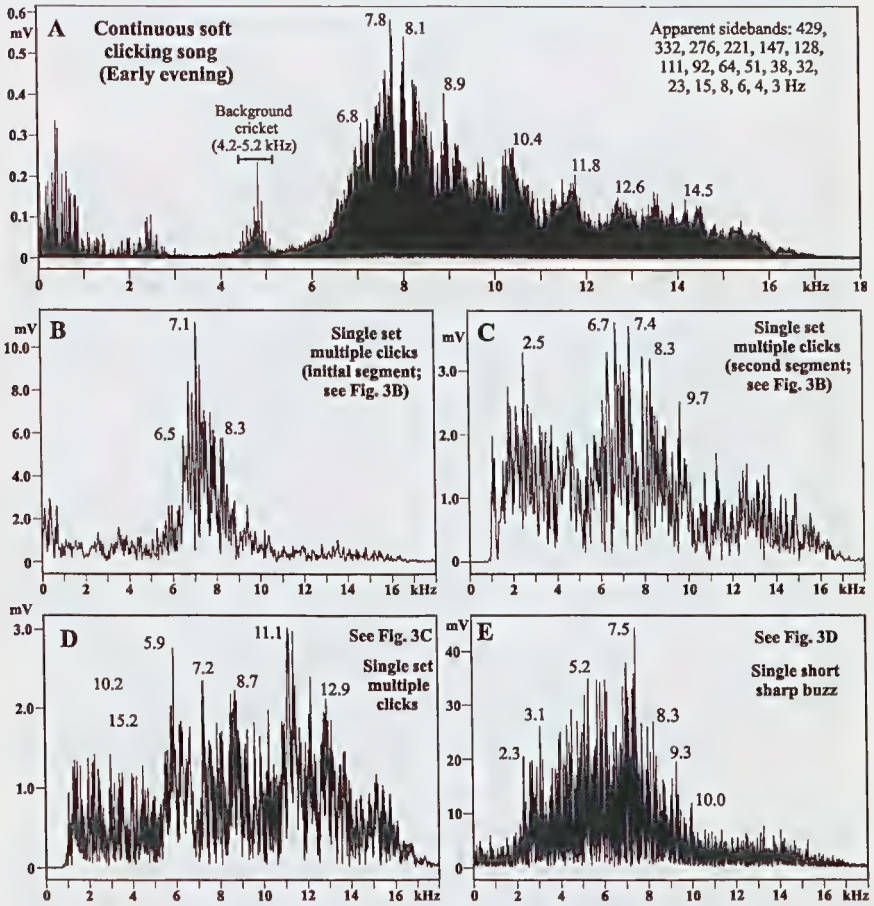 A
Continuous soft
clicking song
(Early evening)
Apparent sidebands: 429,
332, 276, 221, 147, 128,
111, 92, 64, 51, 38, 32,
23, 15, 8, 6, 4, 3 Hz
Background
cricket
(4.2-5.2 kHz)
6.8
7.8
8.1
8.9
10.4
11.8
12.6
14.5
0.6
mV
0.5
0.4
0.3
0.2
0.1
0
0 2 4 6 8 10 12 14 16 kHz 18
B
Single set
multiple clicks
(initial segment;
see Fig. 3B)
7.1
6.5
8.3
mV
10.0
8.0
6.0
4.0
2.0
0
0 2 4 6 8 10 12 14 16 kHz
C
Single set
multiple clicks
(second segment;
see Fig. 3B)
2.5
6.7
7.4
8.3
9.7
mV
3.0
2.0
1.0
0
0 2 4 6 8 10 12 14 16 kHz
D
See Fig. 3C
Single set
multiple
clicks
10.2
15.2
5.9
7.2
8.7
11.1
12.9
mV
3.0
2.0
1.0
0
0 2 4 6 8 10 12 14 16 kHz
E
See Fig. 3D
Single short
sharp buzz
2.3
3.1
5.2
7.5
8.3
9.3
10.0
mV
40
30
20
10
0
0 2 4 6 8 10 12 14 16 kHz